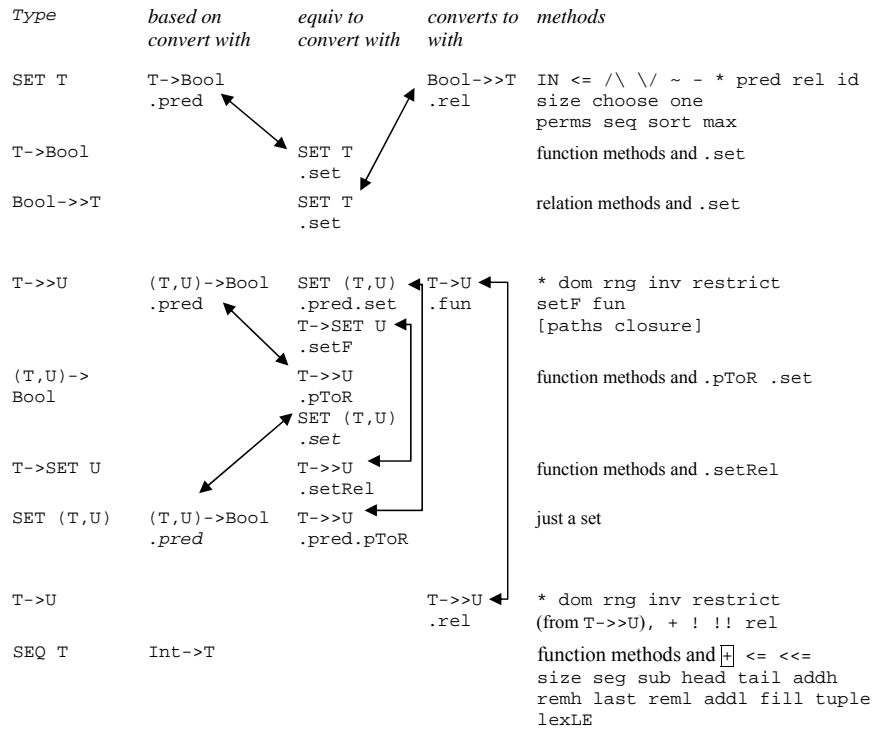 Type based on equiv to converts to methods
convert with convert with with
SET T T->Bool Bool->>T IN <= /\ \/ ~ - * pred rel id
.pred .rel size choose one
perms seq sort max
T->Bool SET T function methods and .set
.set
Bool->>T SET T relation methods and .set
.set
T->>U (T,U)->Bool SET (T,U) T->U * dom rng inv restrict
.pred .pred.set .fun setF fun
T->SET U [paths closure]
.setF
(T,U)-> T->>U function methods and .pToR .set
Bool .pToR
SET (T,U)
.set
T->SET U T->>U function methods and .setRel
.setRel
SET (T,U) (T,U)->Bool T->>U just a set
.pred .pred.pToR
T->U T->>U * dom rng inv restrict
.rel (from T->>U), + ! !! rel
SEQ T Int->T function methods and + <= <<=
size seg sub head tail addh
remh last reml addl fill tuple
lexLE